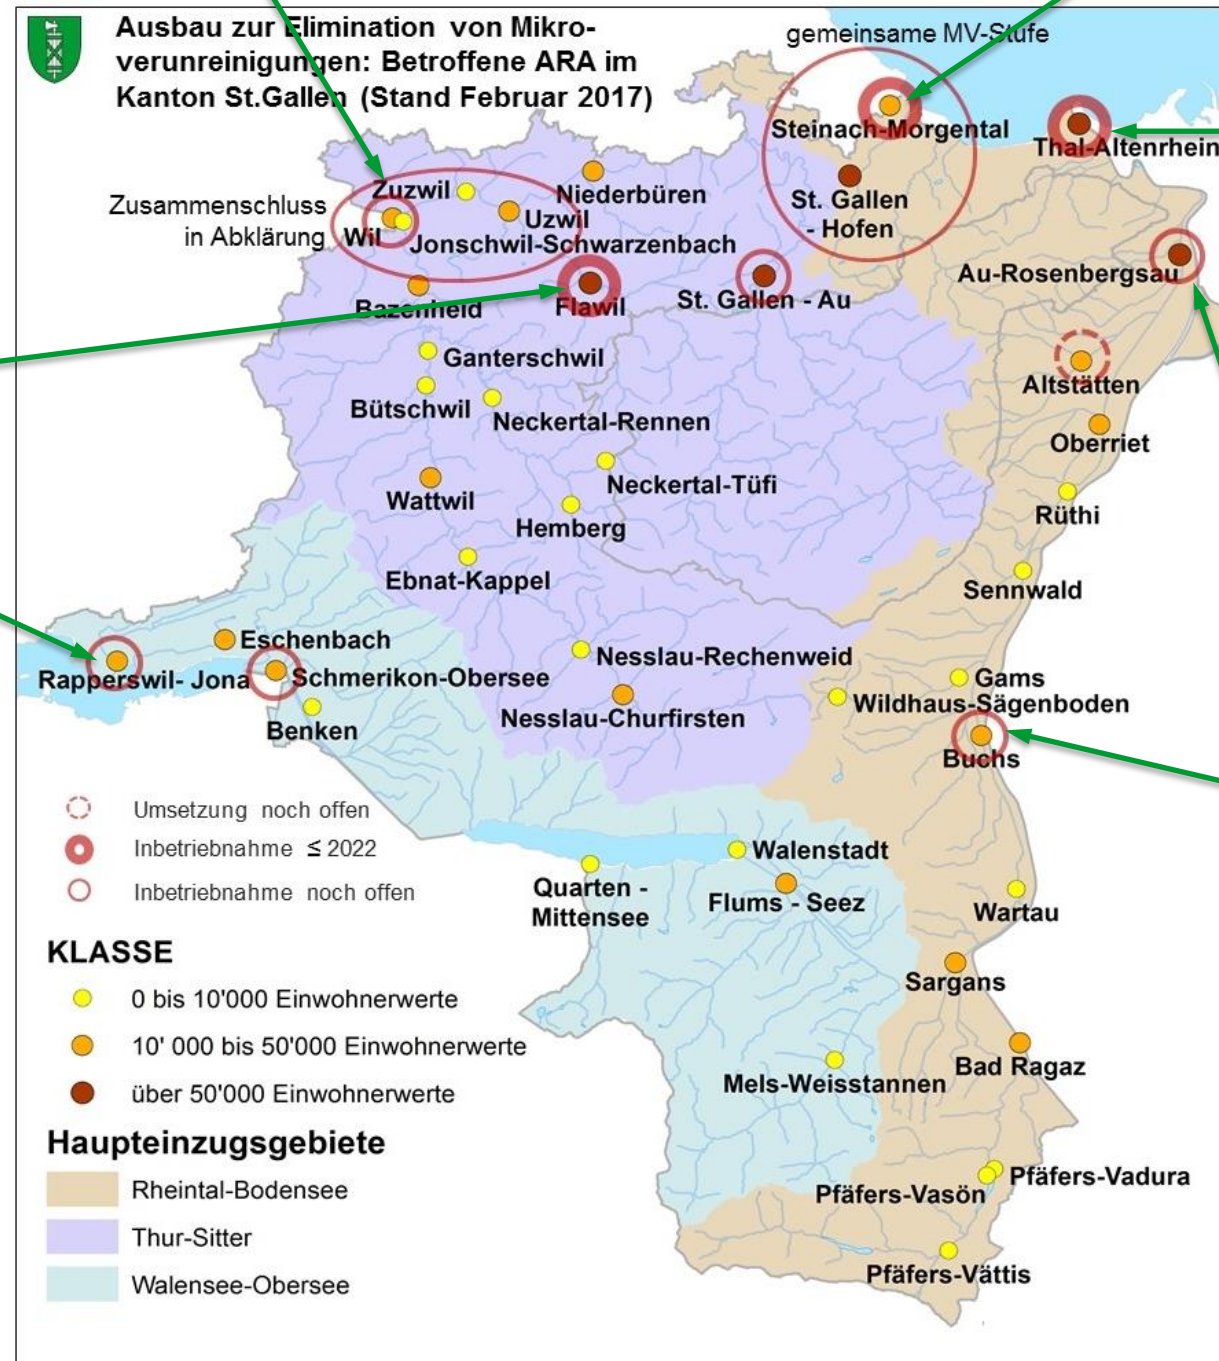 Ausbau zur Elimination von Mikro-
verunreinigungen: Betroffene ARA im
Kanton St.Gallen (Stand Februar 2017)
gemeinsame MV-Stufe
Steinach-Morgental
Thal-Altenrhein
Zuzwil
Niederbüren
St. Gallen
- Hofen
Zusammenschluss
in Abklärung
Wil
Uzwil
Jonschwil-Schwarzenbach
Au-Rosenbergsau
Bazenheid
Flawil
St. Gallen - Au
Ganterschwil
Altstätten
Bütschwil
Neckertal-Rennen
Oberriet
Neckertal-Tüfi
Wattwil
Hemberg
Rüthi
Ebnat-Kappel
Sennwald
Eschenbach
Nesslau-Rechenweid
Rapperswil- Jona
Schmerikon-Obersee
Gams
Wildhaus-Sägenboden
Nesslau-Churfirsten
Benken
Buchs
Umsetzung noch offen
Inbetriebnahme ≤ 2022
Inbetriebnahme noch offen
Walenstadt
Quarten -
Mittensee
Flums - Seez
Wartau
KLASSE
0 bis 10'000 Einwohnerwerte
10' 000 bis 50'000 Einwohnerwerte
über 50'000 Einwohnerwerte
Sargans
Bad Ragaz
Mels-Weisstannen
Haupteinzugsgebiete
Rheintal-Bodensee
Thur-Sitter
Walensee-Obersee
Pfäfers-Vadura
Pfäfers-Vasön
Pfäfers-Vättis